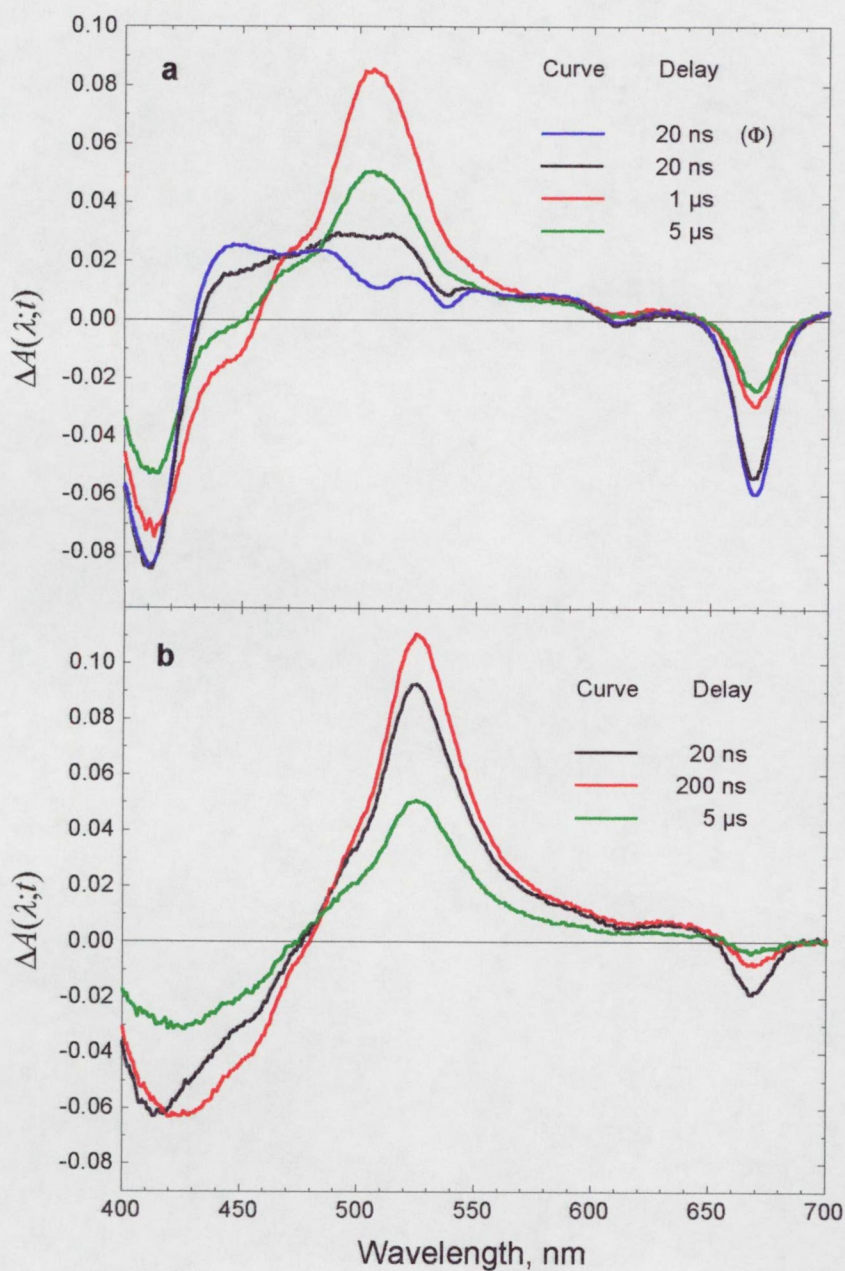 0.10
0.08
0.06
0.04
0.02
0.00
-0.02
-0.04
-0.06
-0.08
ΔA(λ;t)
a
Curve Delay
20 ns (Φ)
20 ns
1 µs
5 µs
0.10
0.08
0.06
0.04
0.02
0.00
-0.02
-0.04
-0.06
-0.08
ΔA(λ;t)
b
Curve Delay
20 ns
200 ns
5 µs
400 450 500 550 600 650 700
Wavelength, nm